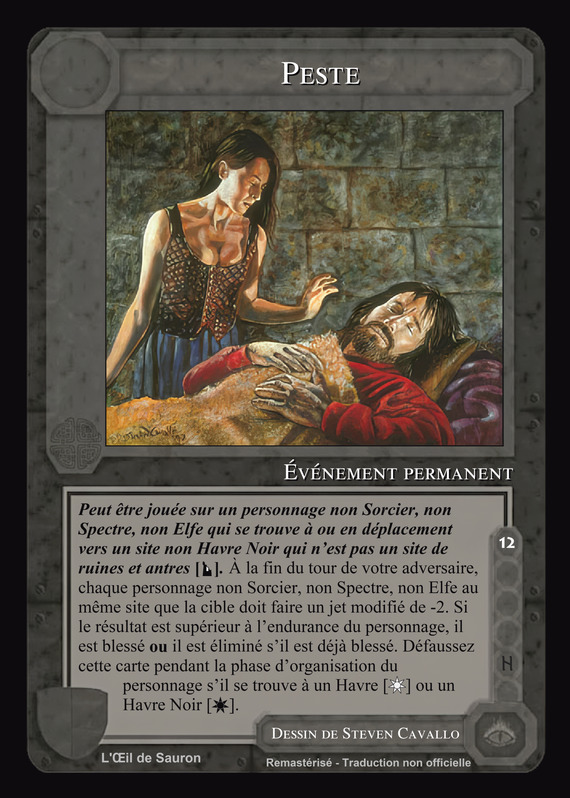 Peste
Événement permanent
Peut être jouée sur un personnage non Sorcier, non
Spectre, non Elfe qui se trouve à ou en déplacement
vers un site non Havre Noir qui n'est pas un site de
ruines et antres [ ]. À la fin du tour de votre adversaire,
chaque personnage non Sorcier, non Spectre, non Elfe au
même site que la cible doit faire un jet modifié de -2. Si
le résultat est supérieur à l'endurance du personnage, il
est blessé ou il est éliminé s'il est déjà blessé. Défaussez
cette carte pendant la phase d'organisation du
personnage s'il se trouve à un Havre [ ] ou un
Havre Noir [ ].
12
Dessin de Steven Cavallo
L'Œil de Sauron
Remastérisé - Traduction non officielle